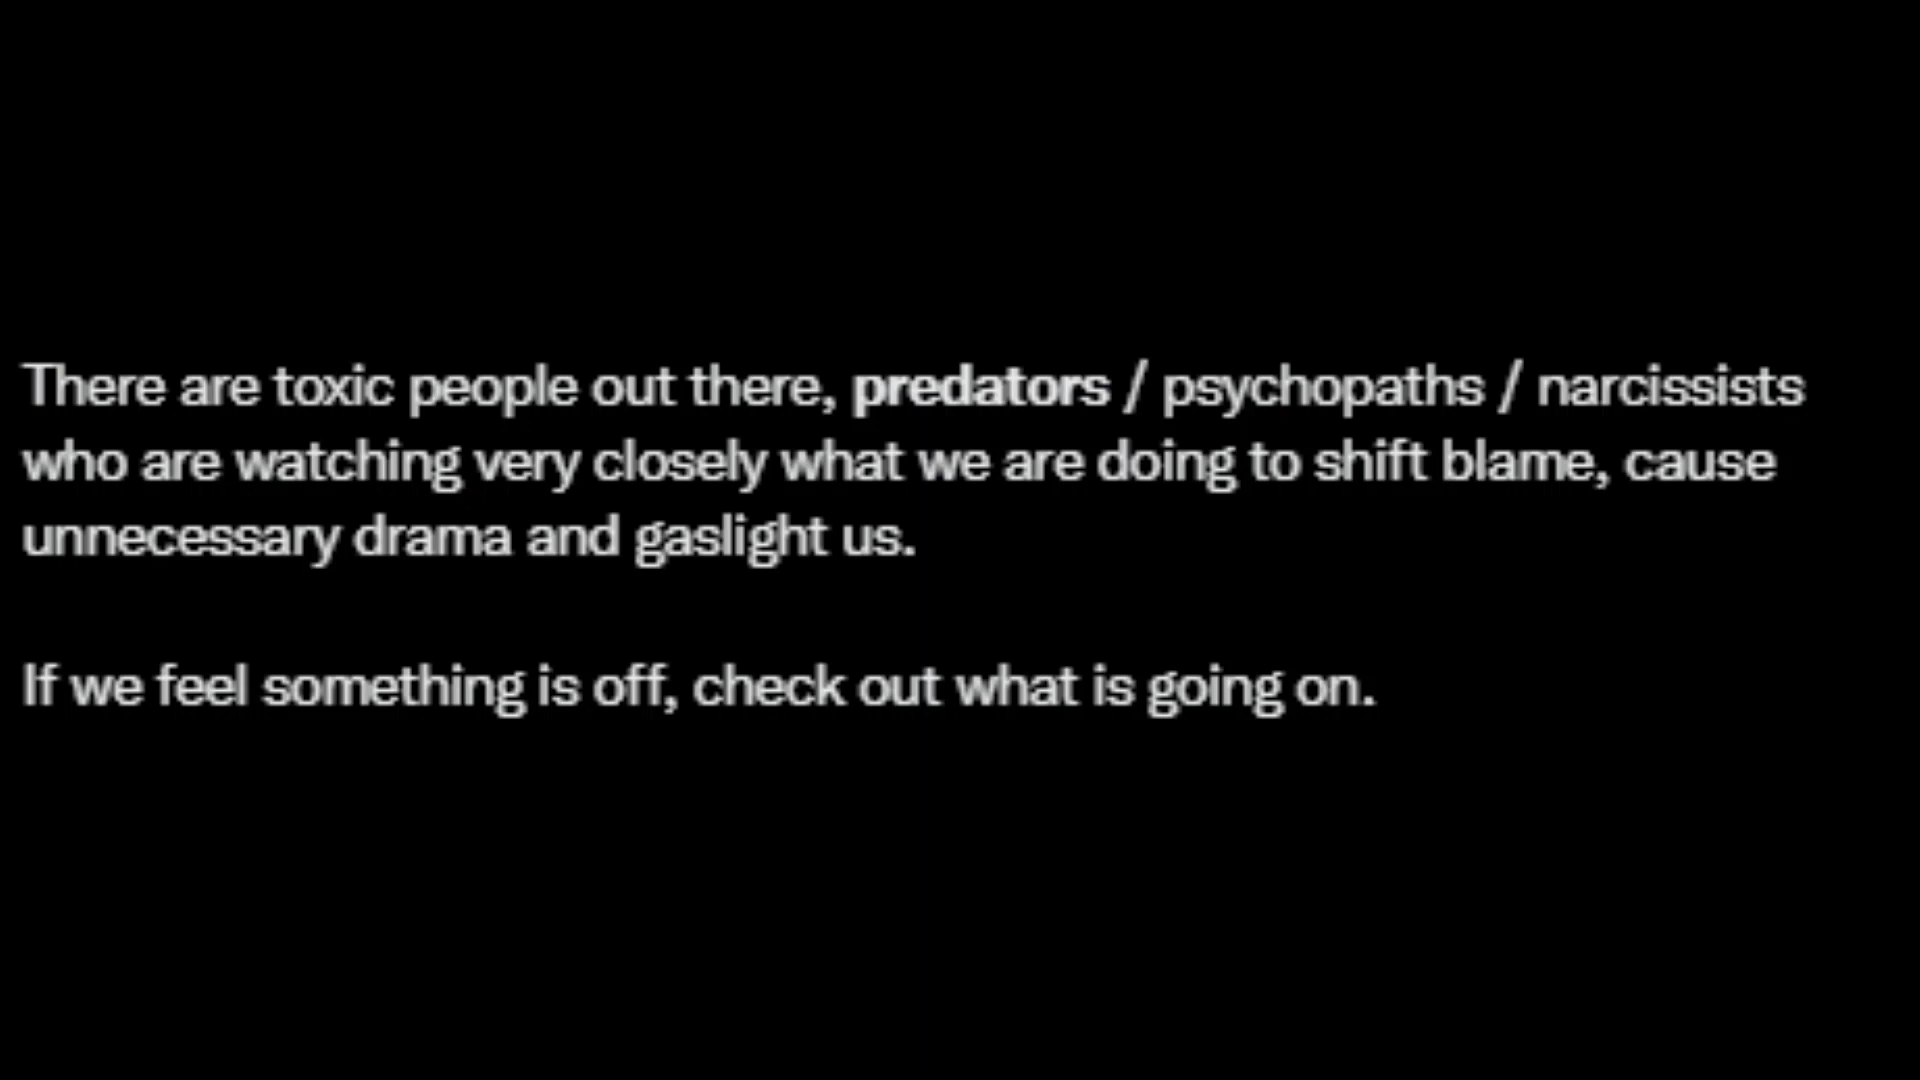 There are toxic people out there, predators / psychopaths / narcissists
who are watching very closely what we are doing to shift blame, cause
unnecessary drama and gaslight us.
If we feel something is off, check out what is going on.